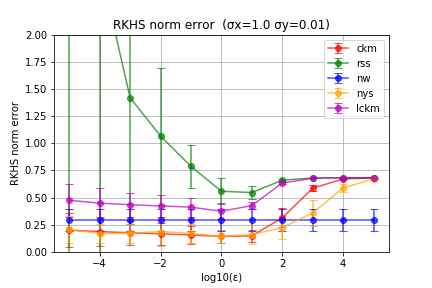 RKHS norm error (σx=1.0 σy=0.01)
2.00
1.75
1.50
1.25
1.00
0.75
0.50
0.25
0.00
RKHS norm error
ckm
rss
nw
nys
lckm
−4 −2 0 2 4
log10(ε)